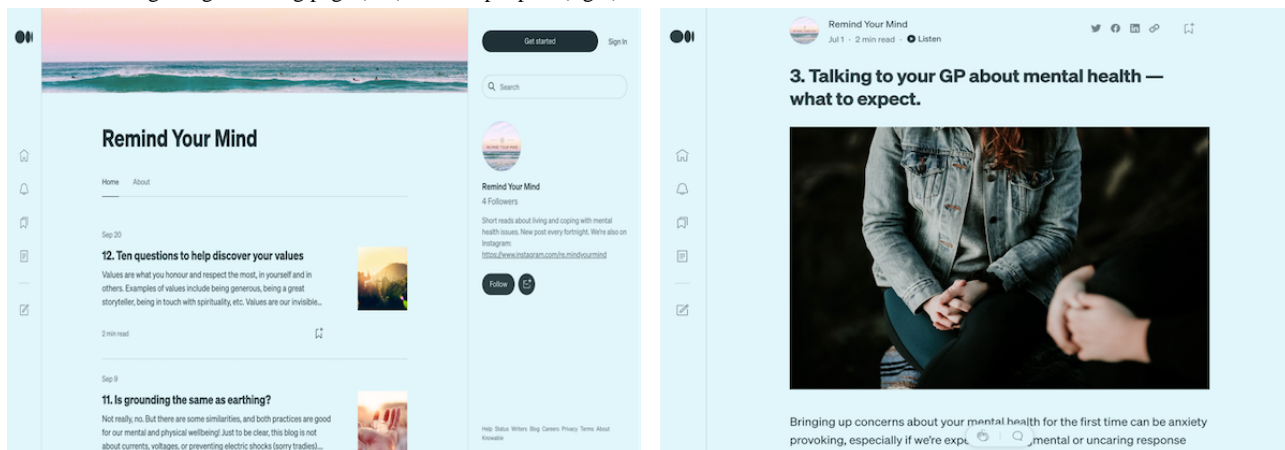 Get started
Sign In
Search
Remind Your Mind
Home About
Remind Your Mind
4 Followers
Short reads about living and coping with mental
health issues. New post every fortnight. We're also on
Instagram:
https://www.instagram.com/re.mindyourmind
Follow
Sep 20
12. Ten questions to help discover your values
Values are what you honour and respect the most, in yourself and in
others. Examples of values include being generous, being a great
storyteller, being in touch with spirituality, etc. Values are our invisible...
2 min read
Sep 9
11. Is grounding the same as earthing?
Not really, no. But there are some similarities, and both practices are good
for our mental and physical wellbeing! Just to be clear, this blog is not
about currents, voltages, or preventing electric shocks (sorry tradies)...
Help Status Writers Blog Careers Privacy Terms About
Knowable
Remind Your Mind
Jul 1 · 2 min read · Listen
3. Talking to your GP about mental health —
what to expect.
Bringing up concerns about your mental health for the first time can be anxiety
provoking, especially if we're mental or uncaring response